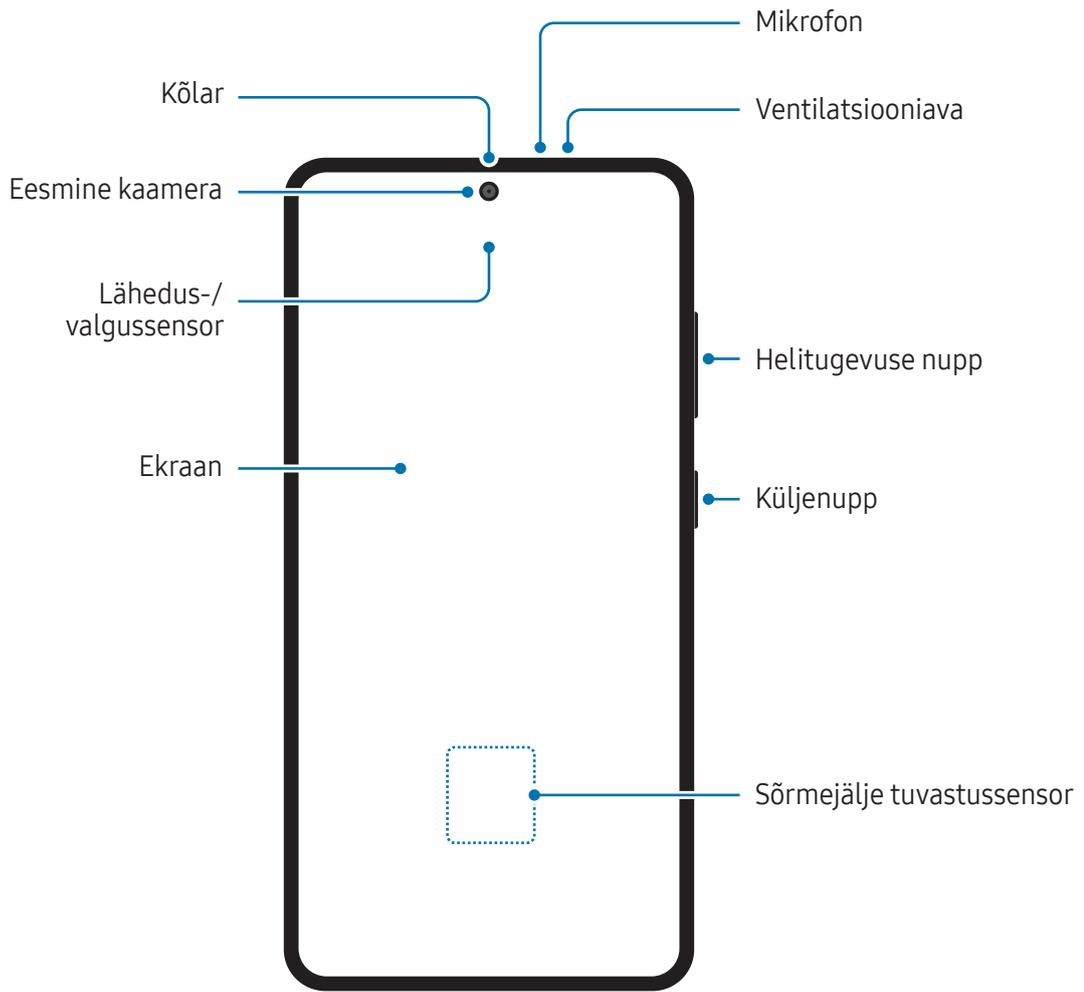 Mikrofon
Kõlar
Ventilatsiooniava
Eesmine kaamera
Lähedus-/
valgussensor
Helitugevuse nupp
Ekraan
Küljenupp
Sõrmejälje tuvastussensor